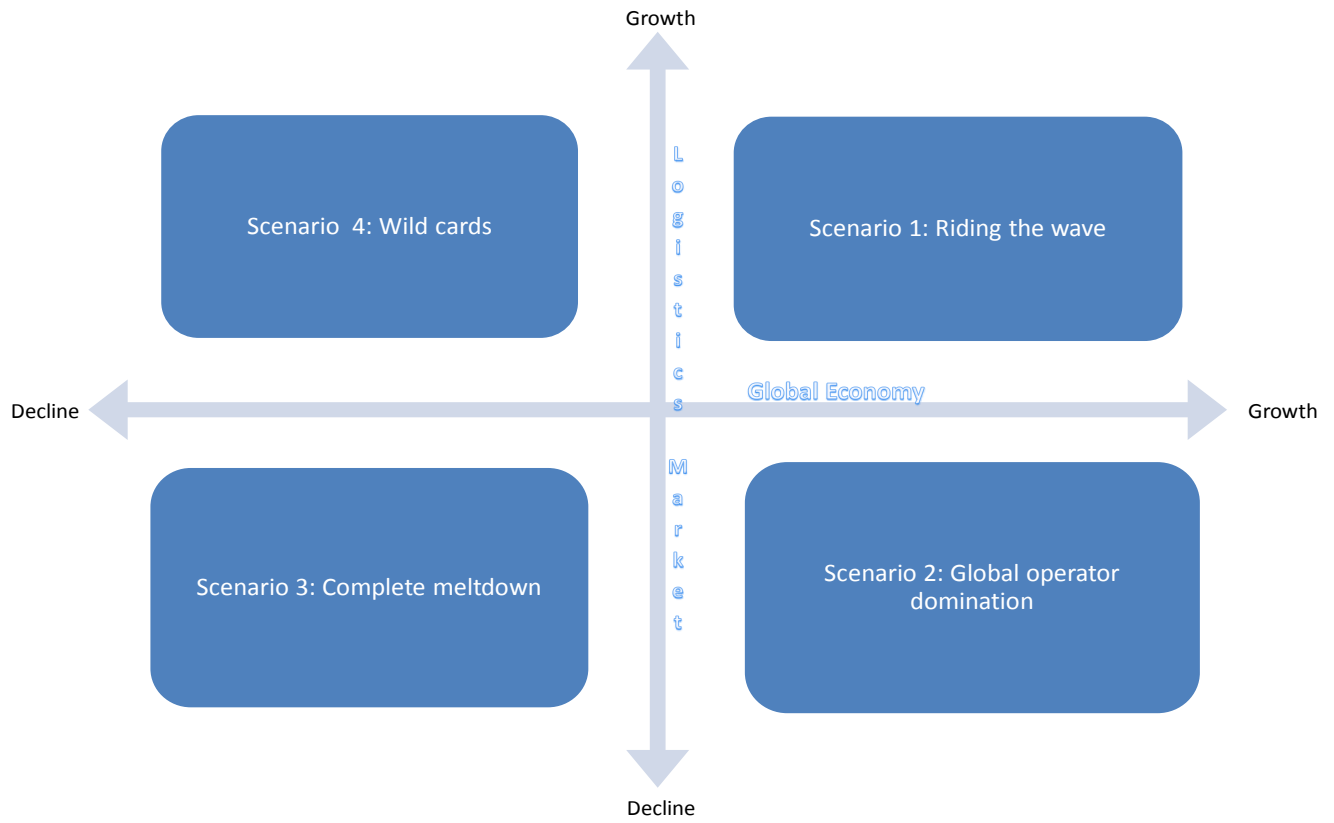 Growth
Scenario  4: Wild cards
Scenario 1: Riding the wave
Logistics Market
Global Economy
Decline
Growth
Scenario 3: Complete meltdown
Scenario 2: Global operator
domination
Decline